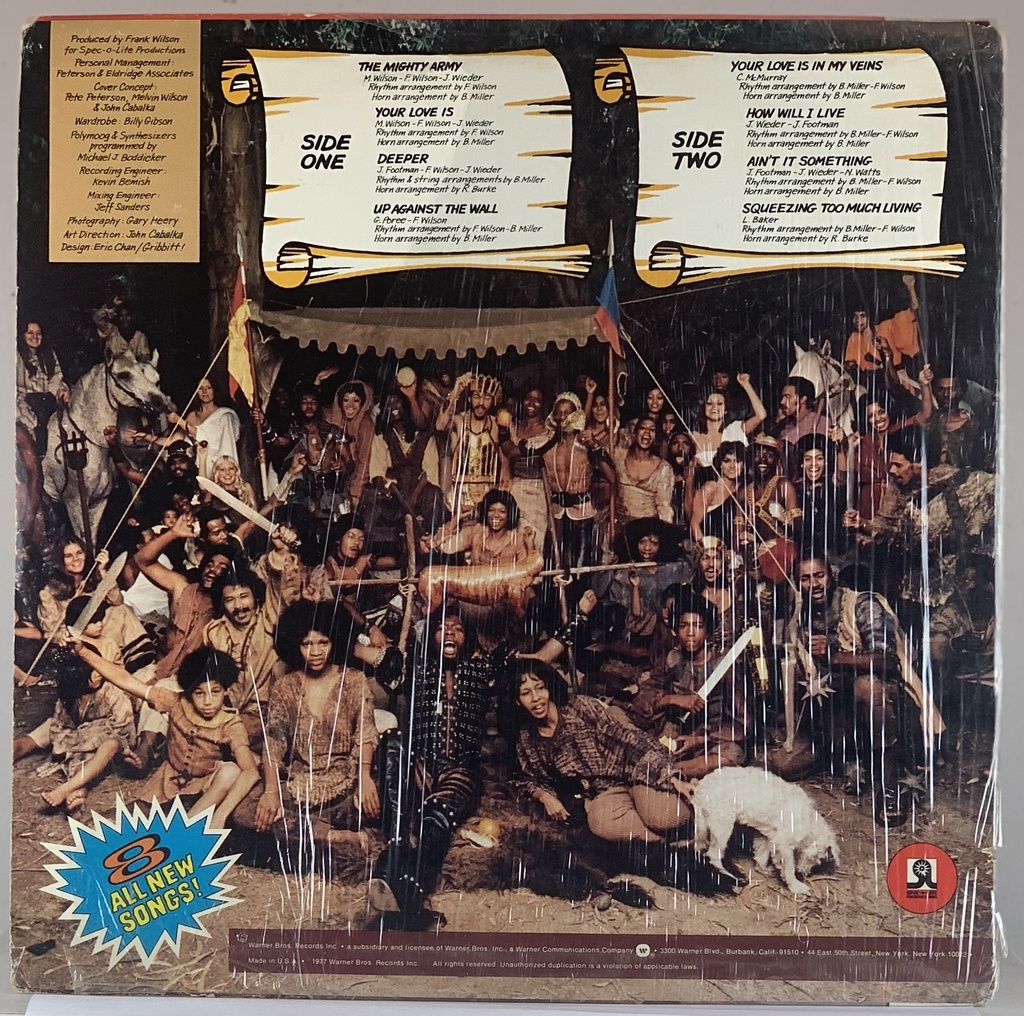 Produced by Frank Wilson
for Spec-o-Lite Productions
Personal Management:
Peterson & Eldridge Associates
Cover Concept:
Pete Peterson, Melvin Wilson
& John Cabalka
Wardrobe: Billy Gibson
Polymoog & Synthesizers
programmed by
Michael J. Boddicker
Recording Engineer:
Kevin Bemish
Mixing Engineer:
Jeff Sanders
Photography: Gary Heery
Art Direction: John Cabalka
Design: Eric Chan/Gribbitt!
SIDE
ONE
THE MIGHTY ARMY
M. Wilson - F. Wilson - J. Wieder
Rhythm arrangement by F. Wilson
Horn arrangement by B. Miller
YOUR LOVE IS
M. Wilson - F. Wilson - J. Wieder
Rhythm arrangement by F. Wilson
Horn arrangement by B. Miller
DEEPER
J. Footman - F. Wilson - J. Wieder
Rhythm & string arrangements by B. Miller
Horn arrangement by R. Burke
UP AGAINST THE WALL
G. Poree - F. Wilson
Rhythm arrangement by F. Wilson - B. Miller
Horn arrangement by B. Miller
SIDE
TWO
YOUR LOVE IS IN MY VEINS
C. McMurray
Rhythm arrangement by B. Miller - F. Wilson
Horn arrangement by B. Miller
HOW WILL I LIVE
J. Wieder - J. Footman
Rhythm arrangement by B. Miller - F. Wilson
Horn arrangement by B. Miller
AIN'T IT SOMETHING
J. Footman - J. Wieder - N. Watts
Rhythm arrangement by B. Miller - F. Wilson
Horn arrangement by B. Miller
SQUEEZING TOO MUCH LIVING
L. Baker
Rhythm arrangement by B. Miller - F. Wilson
Horn arrangement by R. Burke
8
ALL NEW
SONGS!
Warner Bros. Records Inc. • a subsidiary and licensee of Warner Bros. Inc. a Warner Communications Company W • 3300 Warner Blvd., Burbank, Calif. 91510 • 44 East 50th Street, New York, New York 10022 •
Made in U.S.A. • 1977 Warner Bros. Records Inc. All rights reserved. Unauthorized duplication is a violation of applicable laws.